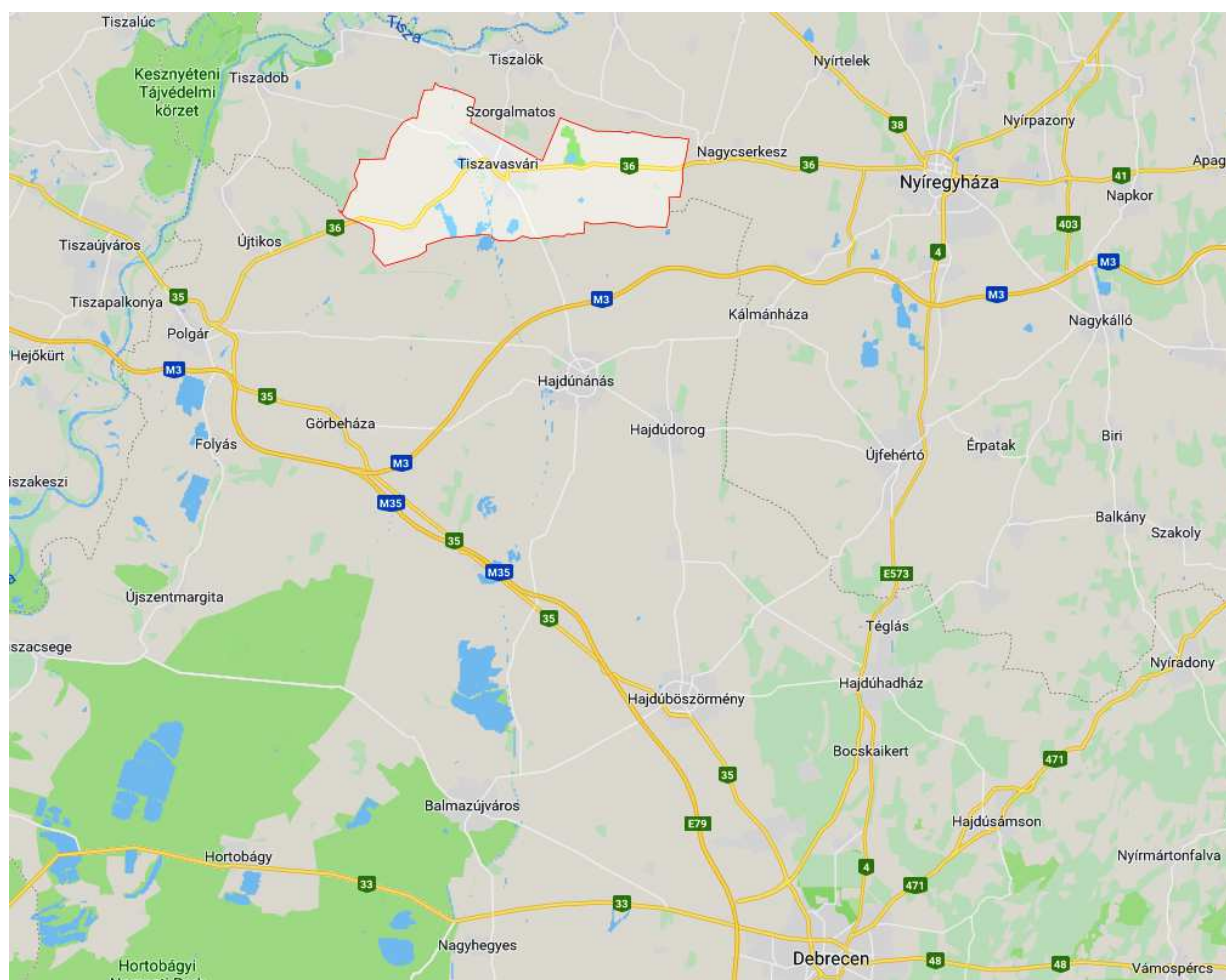 Tiszalúc
Tisza
Kesznyéteni
Tájvédelmi
körzet
Tiszadob
Tiszalök
Nyírtelek
Szorgalmatos
38
Nyírpazony
Tiszavasvári
36
Nagycserkesz
36
Nyíregyháza
41
Apag
Napkor
Tiszaújváros
36
Újtikos
4
403
M3
Tiszapalkonya
35
M3
M3
Polgár
Kálmánháza
Nagykálló
Hejőkürt
M3
35
Hajdúnánás
Görbeháza
Folyás
Hajdúdorog
Érpatak
Biri
Újfehértó
M3
iszakeszi
M35
Balkány
Szakoly
35
M35
E573
a
Újszentmargita
35
Téglás
szacsege
Nyíradony
Hajdúböszörmény
Hajdúhadház
Bocskaikert
471
35
Balmazújváros
E79
Hajdúsámson
Hortobágy
Nyírmártonfalva
4
33
471
33
Nagyhegyes
Debrecen
48
48
Hortobágyi
Vámospércs